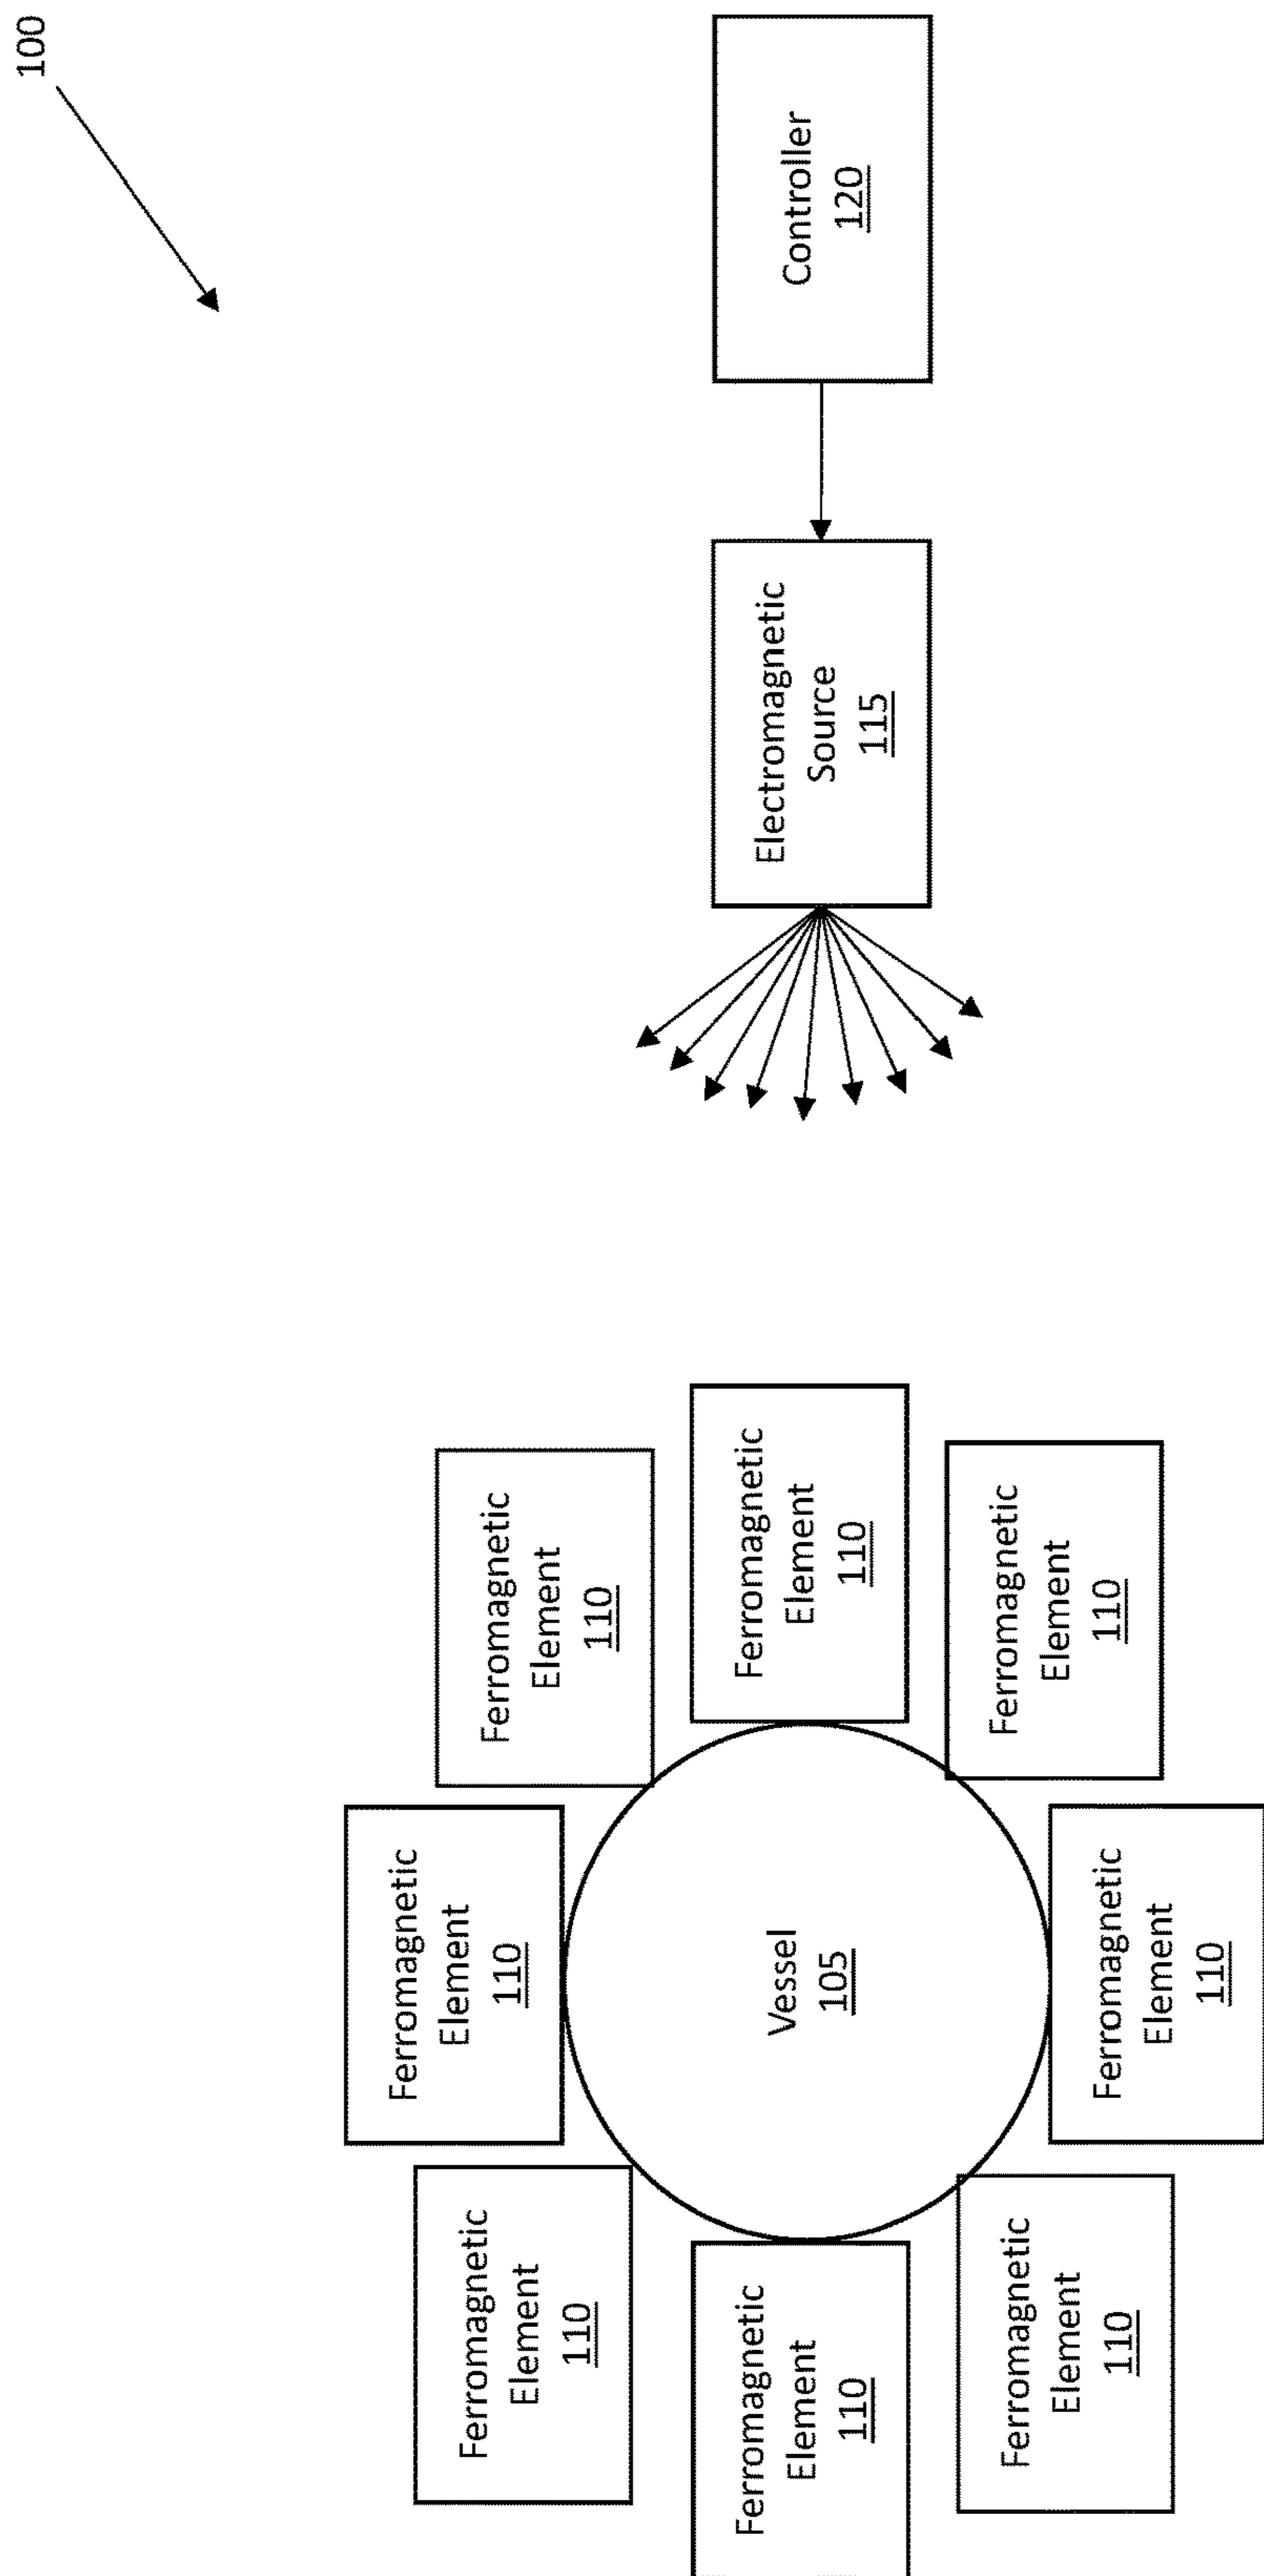 100
Ferromagnetic
Element
110
Ferromagnetic
Element
110
Ferromagnetic
Element
110
Ferromagnetic
Element
110
Vessel
105
Ferromagnetic
Element
110
Electromagnetic
Source
115
Controller
120
Ferromagnetic
Element
110
Ferromagnetic
Element
110
Ferromagnetic
Element
110